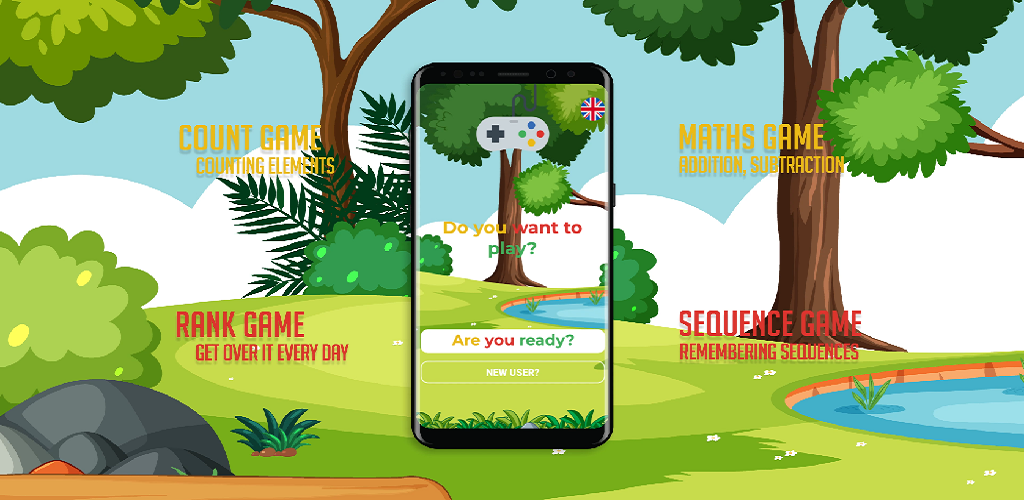 COUNT GAME
COUNTING ELEMENTS
MATHS GAME
ADDITION, SUBTRACTION
Do you want to
play?
RANK GAME
GET OVER IT EVERY DAY
SEQUENCE GAME
REMEMBERING SEQUENCES
Are you ready?
NEW USER?